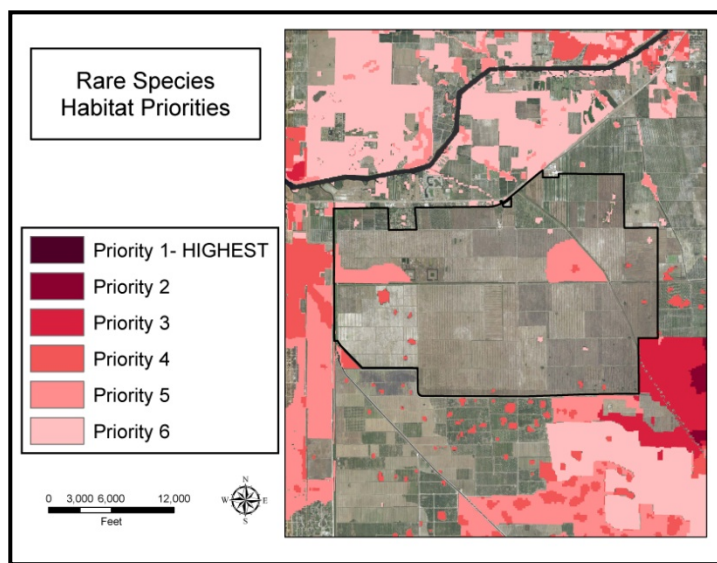 Rare Species
Habitat Priorities
Priority 1- HIGHEST
Priority 2
Priority 3
Priority 4
Priority 5
Priority 6
0 3,000 6,000 12,000
Feet
N
W E
S